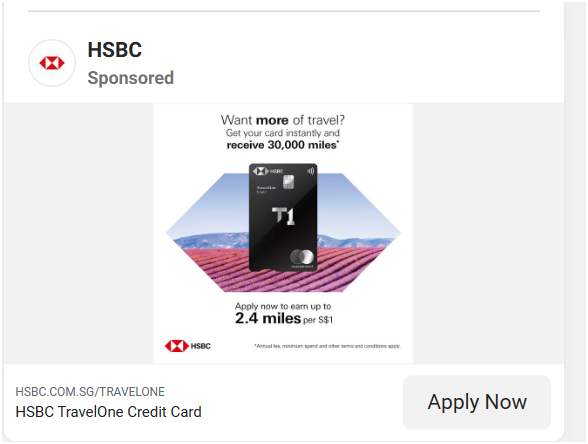 HSBC
Sponsored
Want more of travel?
Get your card instantly and
receive 30,000 miles*
HSBC
TravelOne
T1
Apply now to earn up to
2.4 miles per S$1
HSBC
*Annual fee, minimum spend and other terms and conditions apply.
HSBC.COM.SG/TRAVELONE
HSBC TravelOne Credit Card
Apply Now